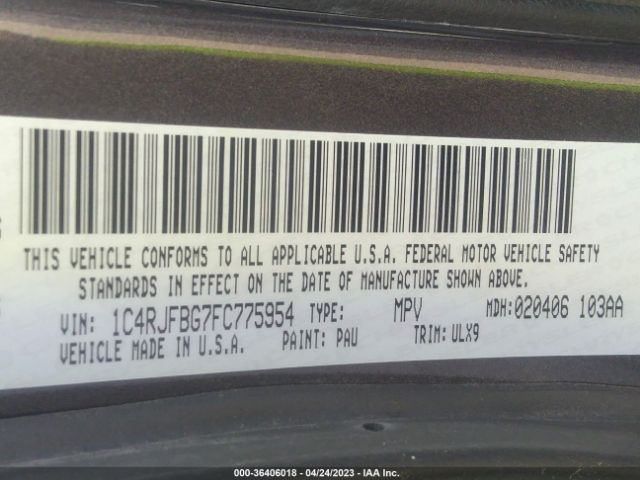 THIS VEHICLE CONFORMS TO ALL APPLICABLE U.S.A. FEDERAL MOTOR VEHICLE SAFETY
STANDARDS IN EFFECT ON THE DATE OF MANUFACTURE SHOWN ABOVE.
VIN: 1C4RJFBG7FC775954 TYPE: MPV MDH:020406 103AA
VEHICLE MADE IN U.S.A. PAINT: PAU TRIM: ULX9
000-36406018 - 04/24/2023 - IAA Inc.